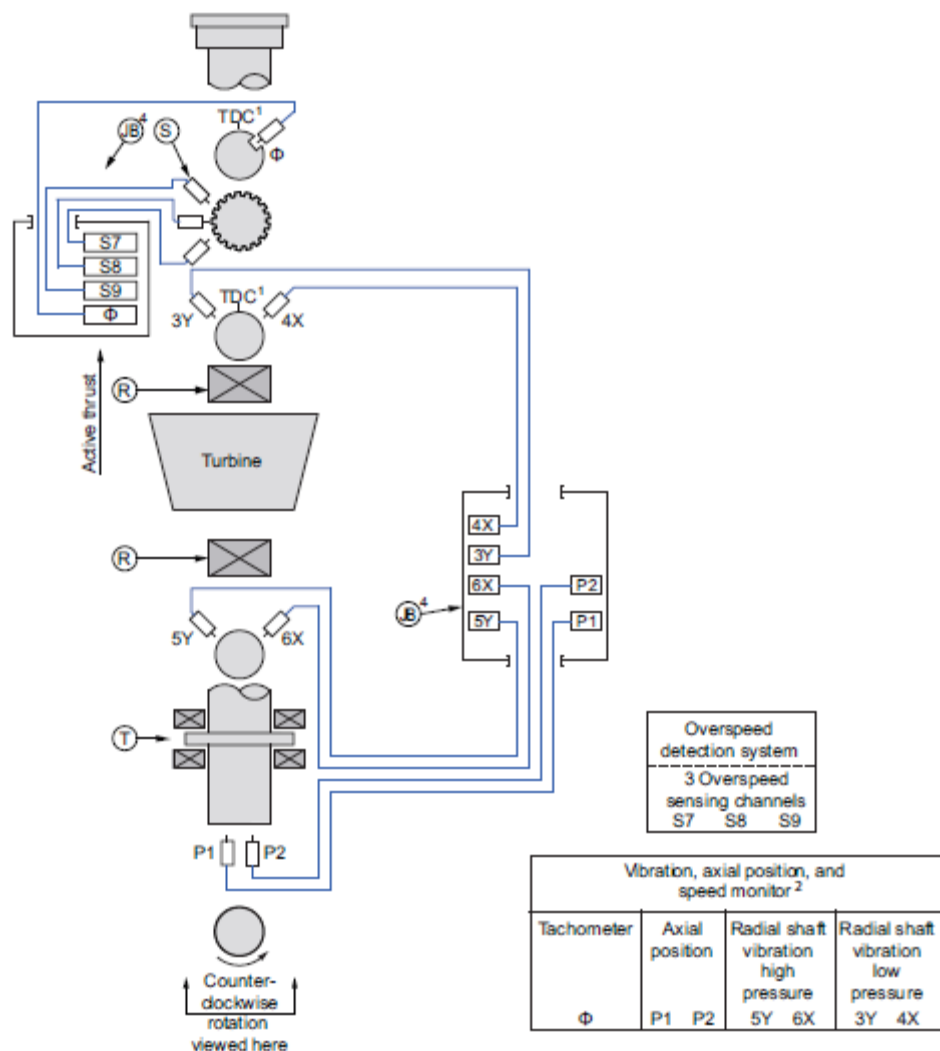 TDC¹
JB⁴
S
Φ
S7
S8
S9
Φ
TDC¹
3Y
4X
R
Active thrust
Turbine
4X
3Y
R
6X
P2
JB⁴
5Y
P1
5Y
6X
Overspeed
detection system
T
3 Overspeed
sensing channels
S7 S8 S9
P1
P2
Vibration, axial position, and
speed monitor ²
Tachometer
Φ
Axial
position
P1 P2
Radial shaft
vibration
high
pressure
5Y 6X
Radial shaft
vibration
low
pressure
3Y 4X
Counter-
clockwise
rotation
viewed here